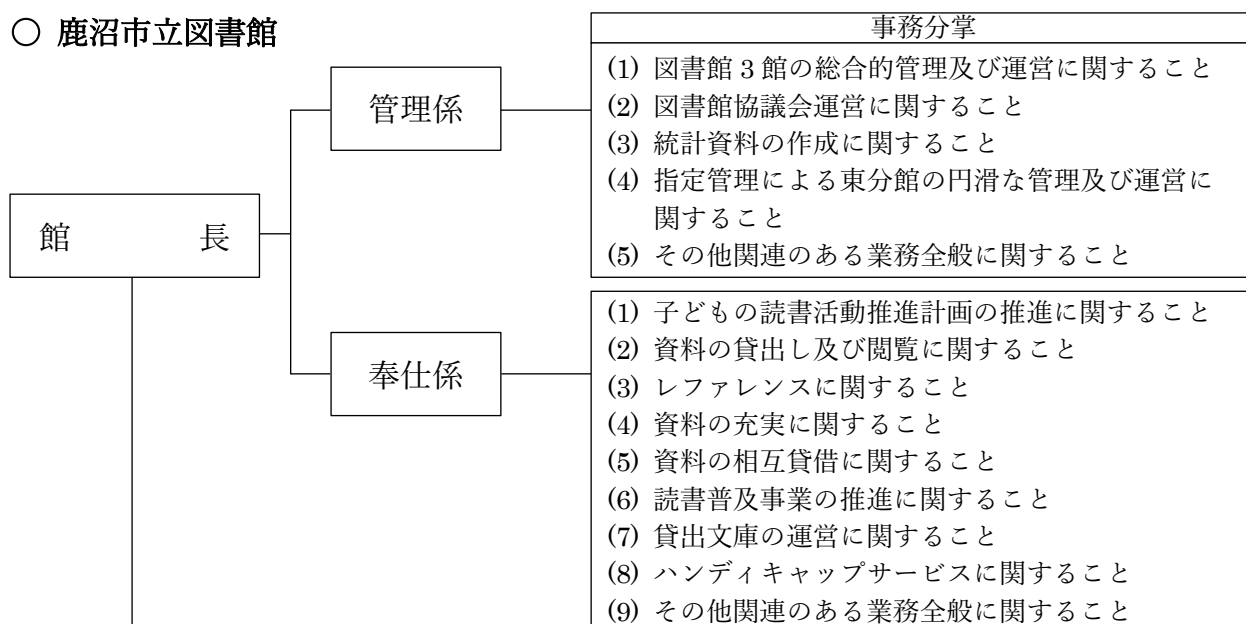 ○ 鹿沼市立図書館
館　　　長
管理係
奉仕係
事務分掌
(1) 図書館 3 館の総合的管理及び運営に関すること
(2) 図書館協議会運営に関すること
(3) 統計資料の作成に関すること
(4) 指定管理による東分館の円滑な管理及び運営に
関すること
(5) その他関連のある業務全般に関すること
(1) 子どもの読書活動推進計画の推進に関すること
(2) 資料の貸出し及び閲覧に関すること
(3) レファレンスに関すること
(4) 資料の充実に関すること
(5) 資料の相互貸借に関すること
(6) 読書普及事業の推進に関すること
(7) 貸出文庫の運営に関すること
(8) ハンディキャップサービスに関すること
(9) その他関連のある業務全般に関すること